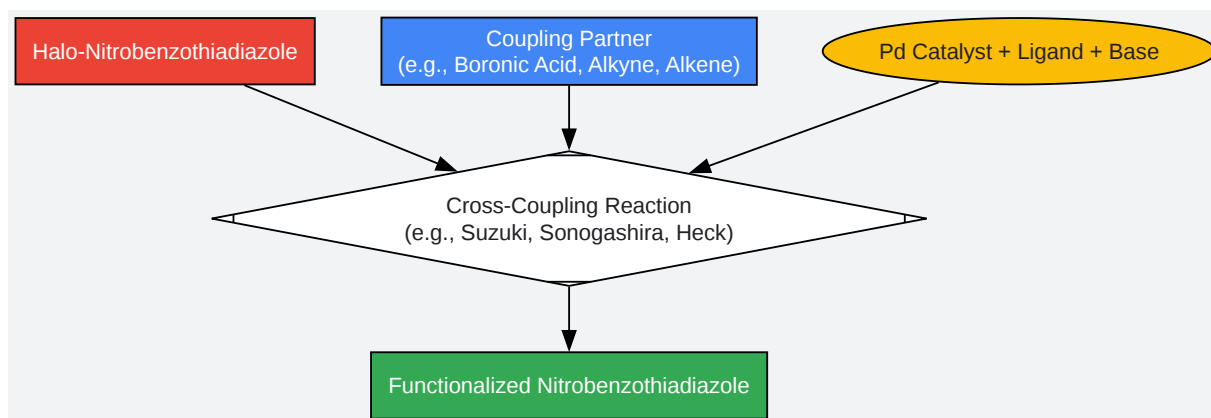 Halo-Nitrobenzothiadiazole
Coupling Partner
(e.g., Boronic Acid, Alkyne, Alkene)
Pd Catalyst + Ligand + Base
Cross-Coupling Reaction
(e.g., Suzuki, Sonogashira, Heck)
Functionalized Nitrobenzothiadiazole